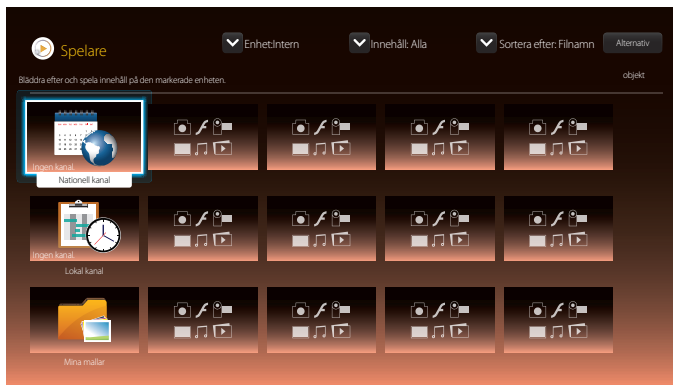 Spelare
Enhet:Intern
Innehåll: Alla
Sortera efter: Filnamn
Alternativ
Bläddra efter och spela innehåll på den markerade enheten.
objekt
Ingen kanal
Nationell kanal
Ingen kanal
Lokal kanal
Mina mallar